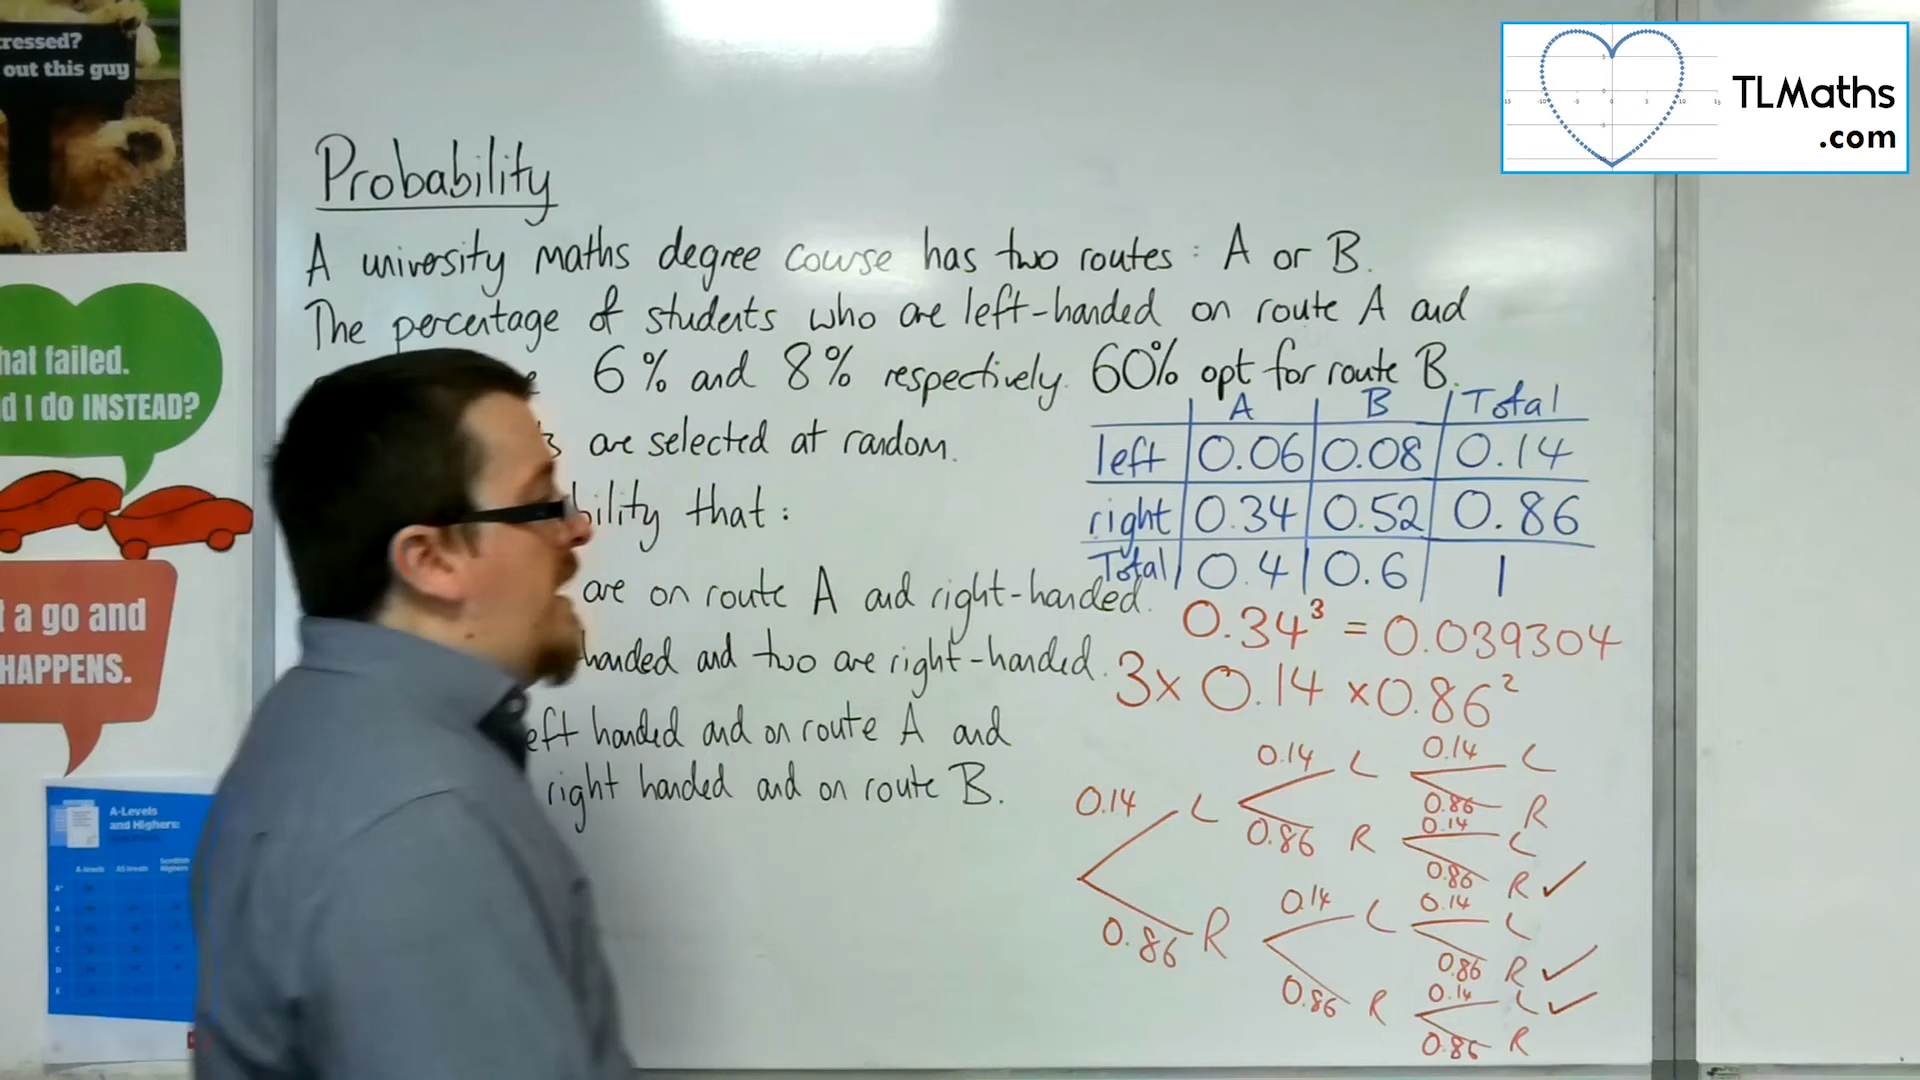 ressed?
out this guy
hat failed.
d I do INSTEAD?
t a go and
HAPPENS.
A-Levels
and Highers:
A-levels AS-levels Scottish Highers
TLMaths
.com
Probability
A university maths degree course has two routes: A or B.
The percentage of students who are left-handed on route A and
6% and 8% respectively. 60% opt for route B.
are selected at random.
bility that:
are on route A and right-handed.
handed and two are right-handed.
eft handed and on route A and
right handed and on route B.
A B Total
left 0.06 0.08 0.14
right 0.34 0.52 0.86
Total 0.4 0.6 1
0.34³ = 0.039304
3 × 0.14 × 0.86²
0.14 L 0.14 L 0.14 L
0.86 R
0.86 R 0.14 L
0.86 R ✓
0.86 R 0.14 L 0.14 L
0.86 R ✓
0.86 R 0.14 L ✓
0.86 R